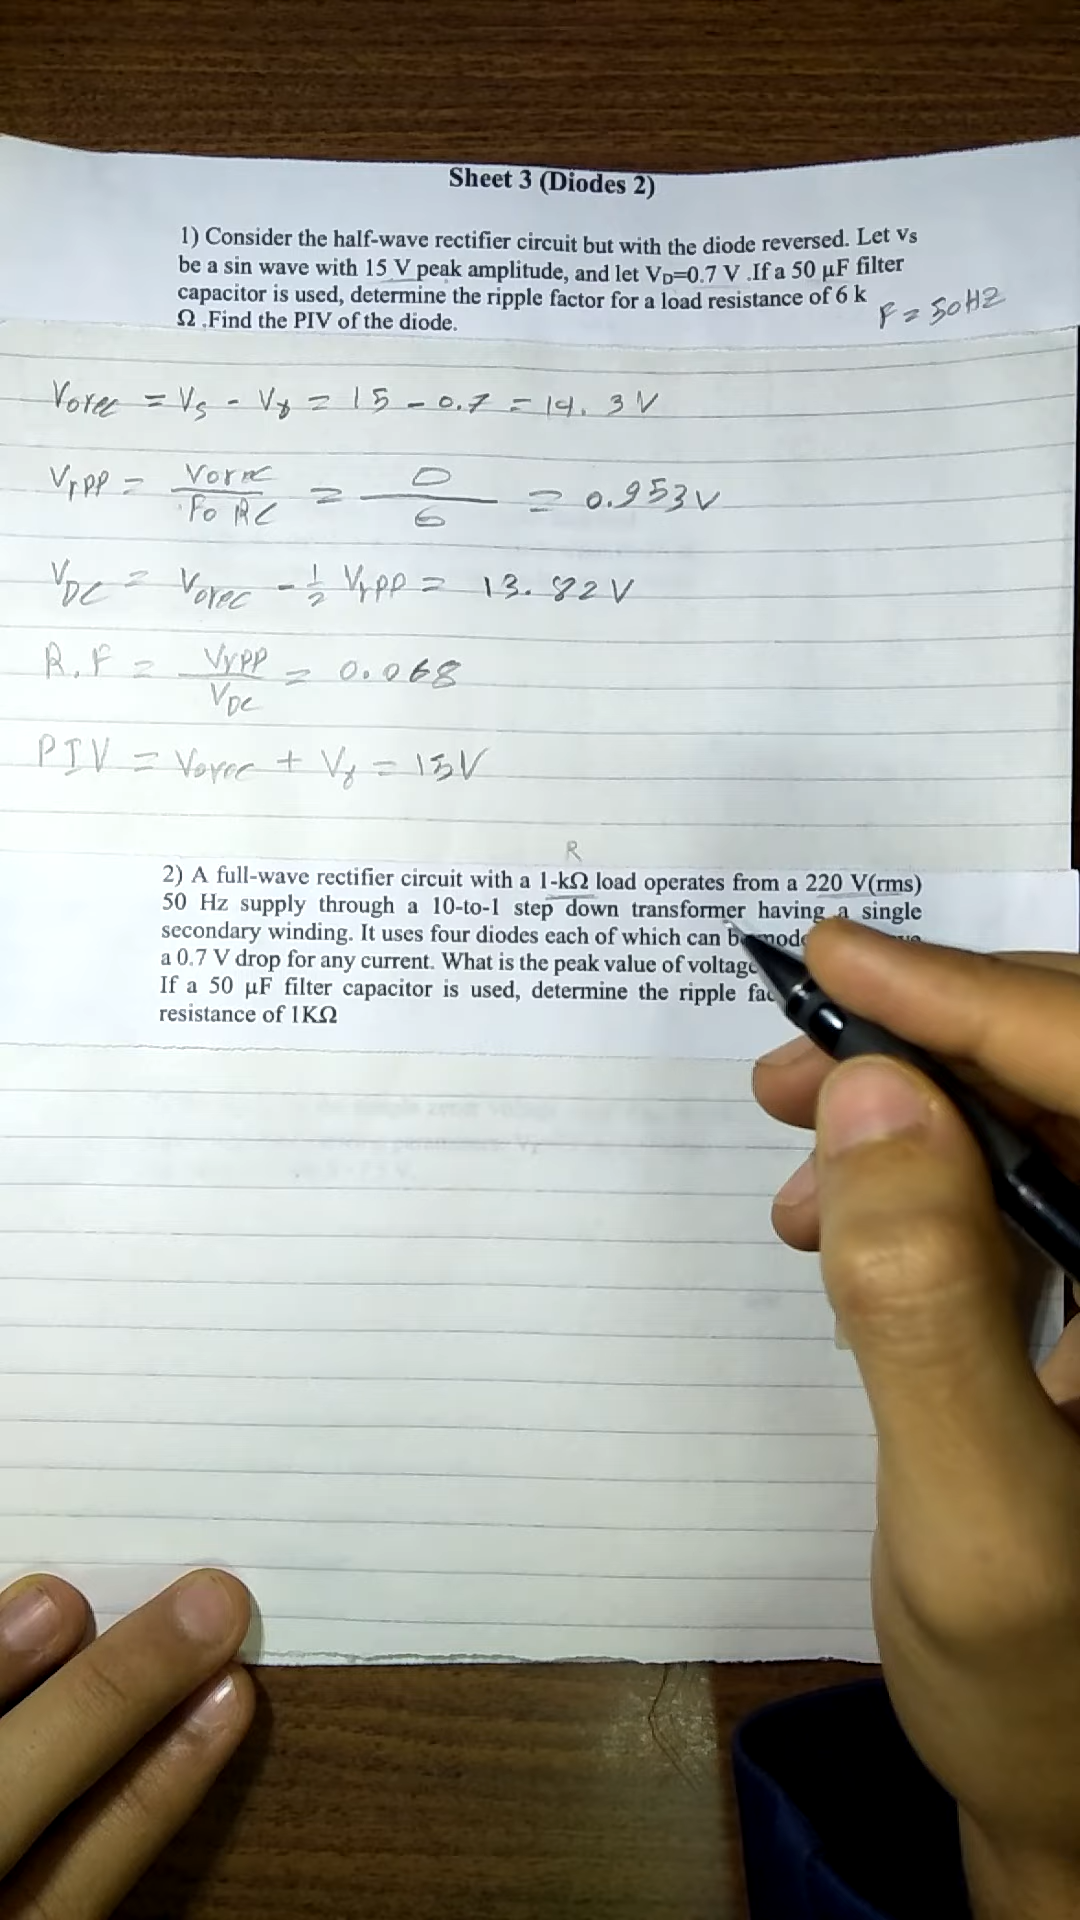 Sheet 3 (Diodes 2)
1) Consider the half-wave rectifier circuit but with the diode reversed. Let vs
be a sin wave with 15 V peak amplitude, and let VD=0.7 V .If a 50 μF filter
capacitor is used, determine the ripple factor for a load resistance of 6 k
Ω .Find the PIV of the diode.
F = 50HZ
Vorec = Vs - Vγ = 15 - 0.7 = 14.3V
VrPP = Vorec / Fo RC = 0 / 6 = 0.953V
VDC = Vorec - 1/2 VrPP = 13.82V
R.F = VrPP / VDC = 0.068
PIV = Vorec + Vγ = 15V
R
2) A full-wave rectifier circuit with a 1-kΩ load operates from a 220 V(rms)
50 Hz supply through a 10-to-1 step down transformer having a single
secondary winding. It uses four diodes each of which can
a 0.7 V drop for any current. What is the peak value of voltage
If a 50 μF filter capacitor is used, determine the ripple
resistance of 1KΩ